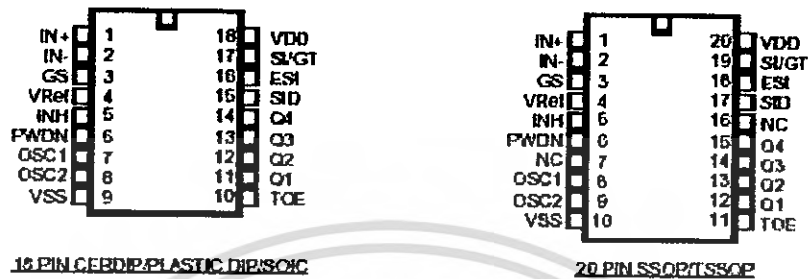 IN+ 1 18 VDD
IN- 2 17 St/GT
GS 3 16 ESt
VRef 4 15 StD
INH 5 14 Q4
PWDN 6 13 Q3
OSC1 7 12 Q2
OSC2 8 11 Q1
VSS 9 10 TOE
18 PIN CERDIP/PLASTIC DIP/SOIC
IN+ 1 20 VDD
IN- 2 19 St/GT
GS 3 18 ESt
VRef 4 17 StD
INH 5 16 NC
PWDN 6 15 Q4
NC 7 14 Q3
OSC1 8 13 Q2
OSC2 9 12 Q1
VSS 10 11 TOE
20 PIN SSOP/TSSOP